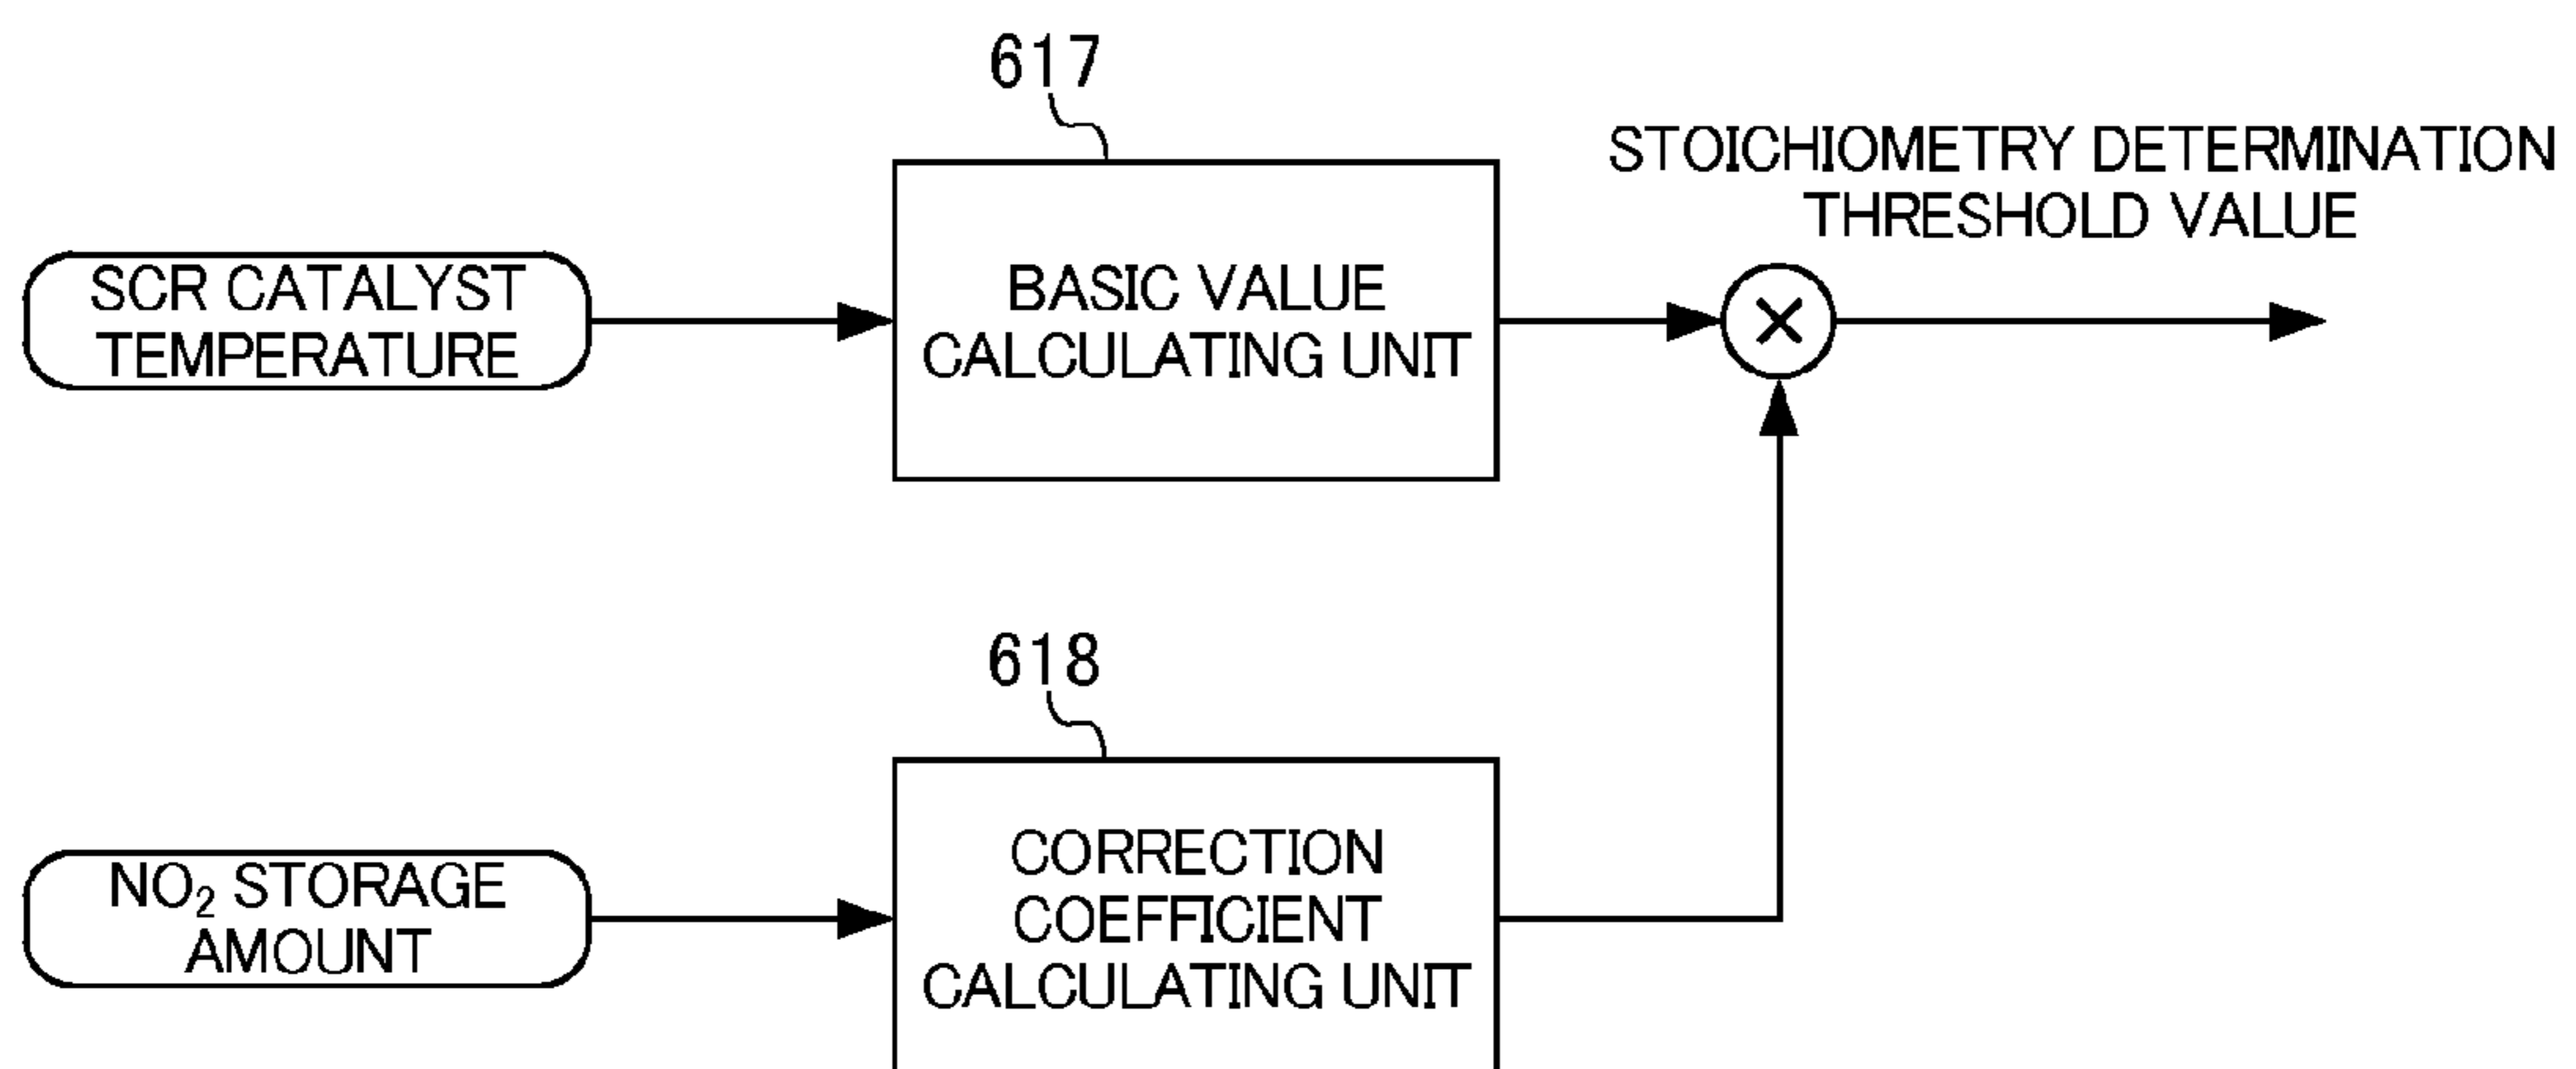 617
STOICHIOMETRY DETERMINATION
THRESHOLD VALUE
SCR CATALYST
TEMPERATURE
BASIC VALUE
CALCULATING UNIT
×
618
NO₂ STORAGE
AMOUNT
CORRECTION
COEFFICIENT
CALCULATING UNIT